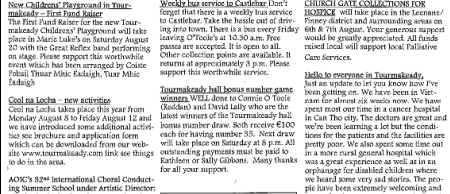 New Children's Playground in Tour-
makeady – First Fund Raiser
The First Fund Raiser for the new Tour-
makeady Childrens' Playground will take
place in Marie Luke's on Saturday August
20 with the Great Reflex band performing
on stage. Please support this worthwhile
event which has been arranged by Coiste
Pobail Thuar Mhic Éadaigh, Tuar Mhic
Éadaigh
Ceol na Locha – new activities
Ceol na Locha takes place this year from
Monday August 8 to Friday August 12 and
we have introduced some additional activi-
ties see brochure and application form
which can be downloaded from our web-
site www.tourmakeady.com link see things
to do in the area.
AOIC's 32nd International Choral Conduct-
ing Summer School under Artistic Director:
Weekly bus service to Castlebar Don't
forget that there is a weekly bus service
to Castlebar. Take the hassle out of driv-
ing into town. There is a bus every Friday
leaving O'Toole's at 10.30 a.m. Free
passes are accepted. It is open to all.
Other collection points are available. It
returns at approximately 3 p.m. Please
support this worthwhile service.
Tourmakeady hall bonus number game
winners WELL done to Connie O Toole
(Reddan) and David Lally who are the
latest winners of the Tourmakeady hall
bonus number draw. Both receive €100
each for having number 35. Next draw
will take place on Saturday at 8 pm. All
outstanding payments must be paid to
Kathleen or Sally Gibbons. Many thanks
for all your support.
CHURCH GATE COLLECTIONS FOR
HOSPICE will take place in the Leenane/
Finney district and surrounding areas on
6th & 7th August. Your generous support
would be greatly appreciated. All funds
raised local will support local Palliative
Care Services.
Hello to everyone in Tourmakeady,
Just an update to let you know how I've
been getting on. We have been in Viet-
nam for almost six weeks now. We have
spent most our time in a cancer hospital
in Can Tho city. The doctors are great and
we're been learning a lot but the condi-
tions for the patients and the facilities are
pretty poor. We also spent some time out
in a more rural general hospital which
was a great experience as well as in an
orphanage for disabled children where
we heard some very sad stories. The peo-
ple have been extremely welcoming and